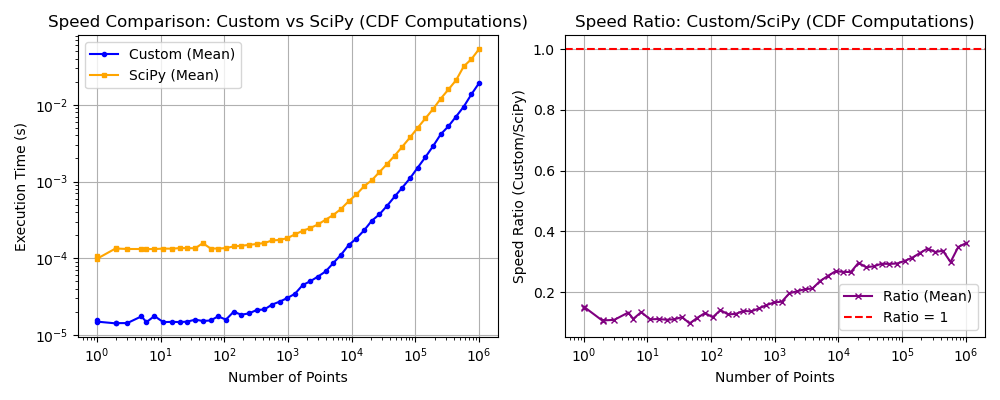 Speed Comparison: Custom vs SciPy (CDF Computations)
Custom (Mean)
SciPy (Mean)
Execution Time (s)
10⁻²
10⁻³
10⁻⁴
10⁻⁵
10⁰ 10¹ 10² 10³ 10⁴ 10⁵ 10⁶
Number of Points
Speed Ratio: Custom/SciPy (CDF Computations)
Speed Ratio (Custom/SciPy)
1.0
0.8
0.6
0.4
0.2
Ratio (Mean)
Ratio = 1
10⁰ 10¹ 10² 10³ 10⁴ 10⁵ 10⁶
Number of Points